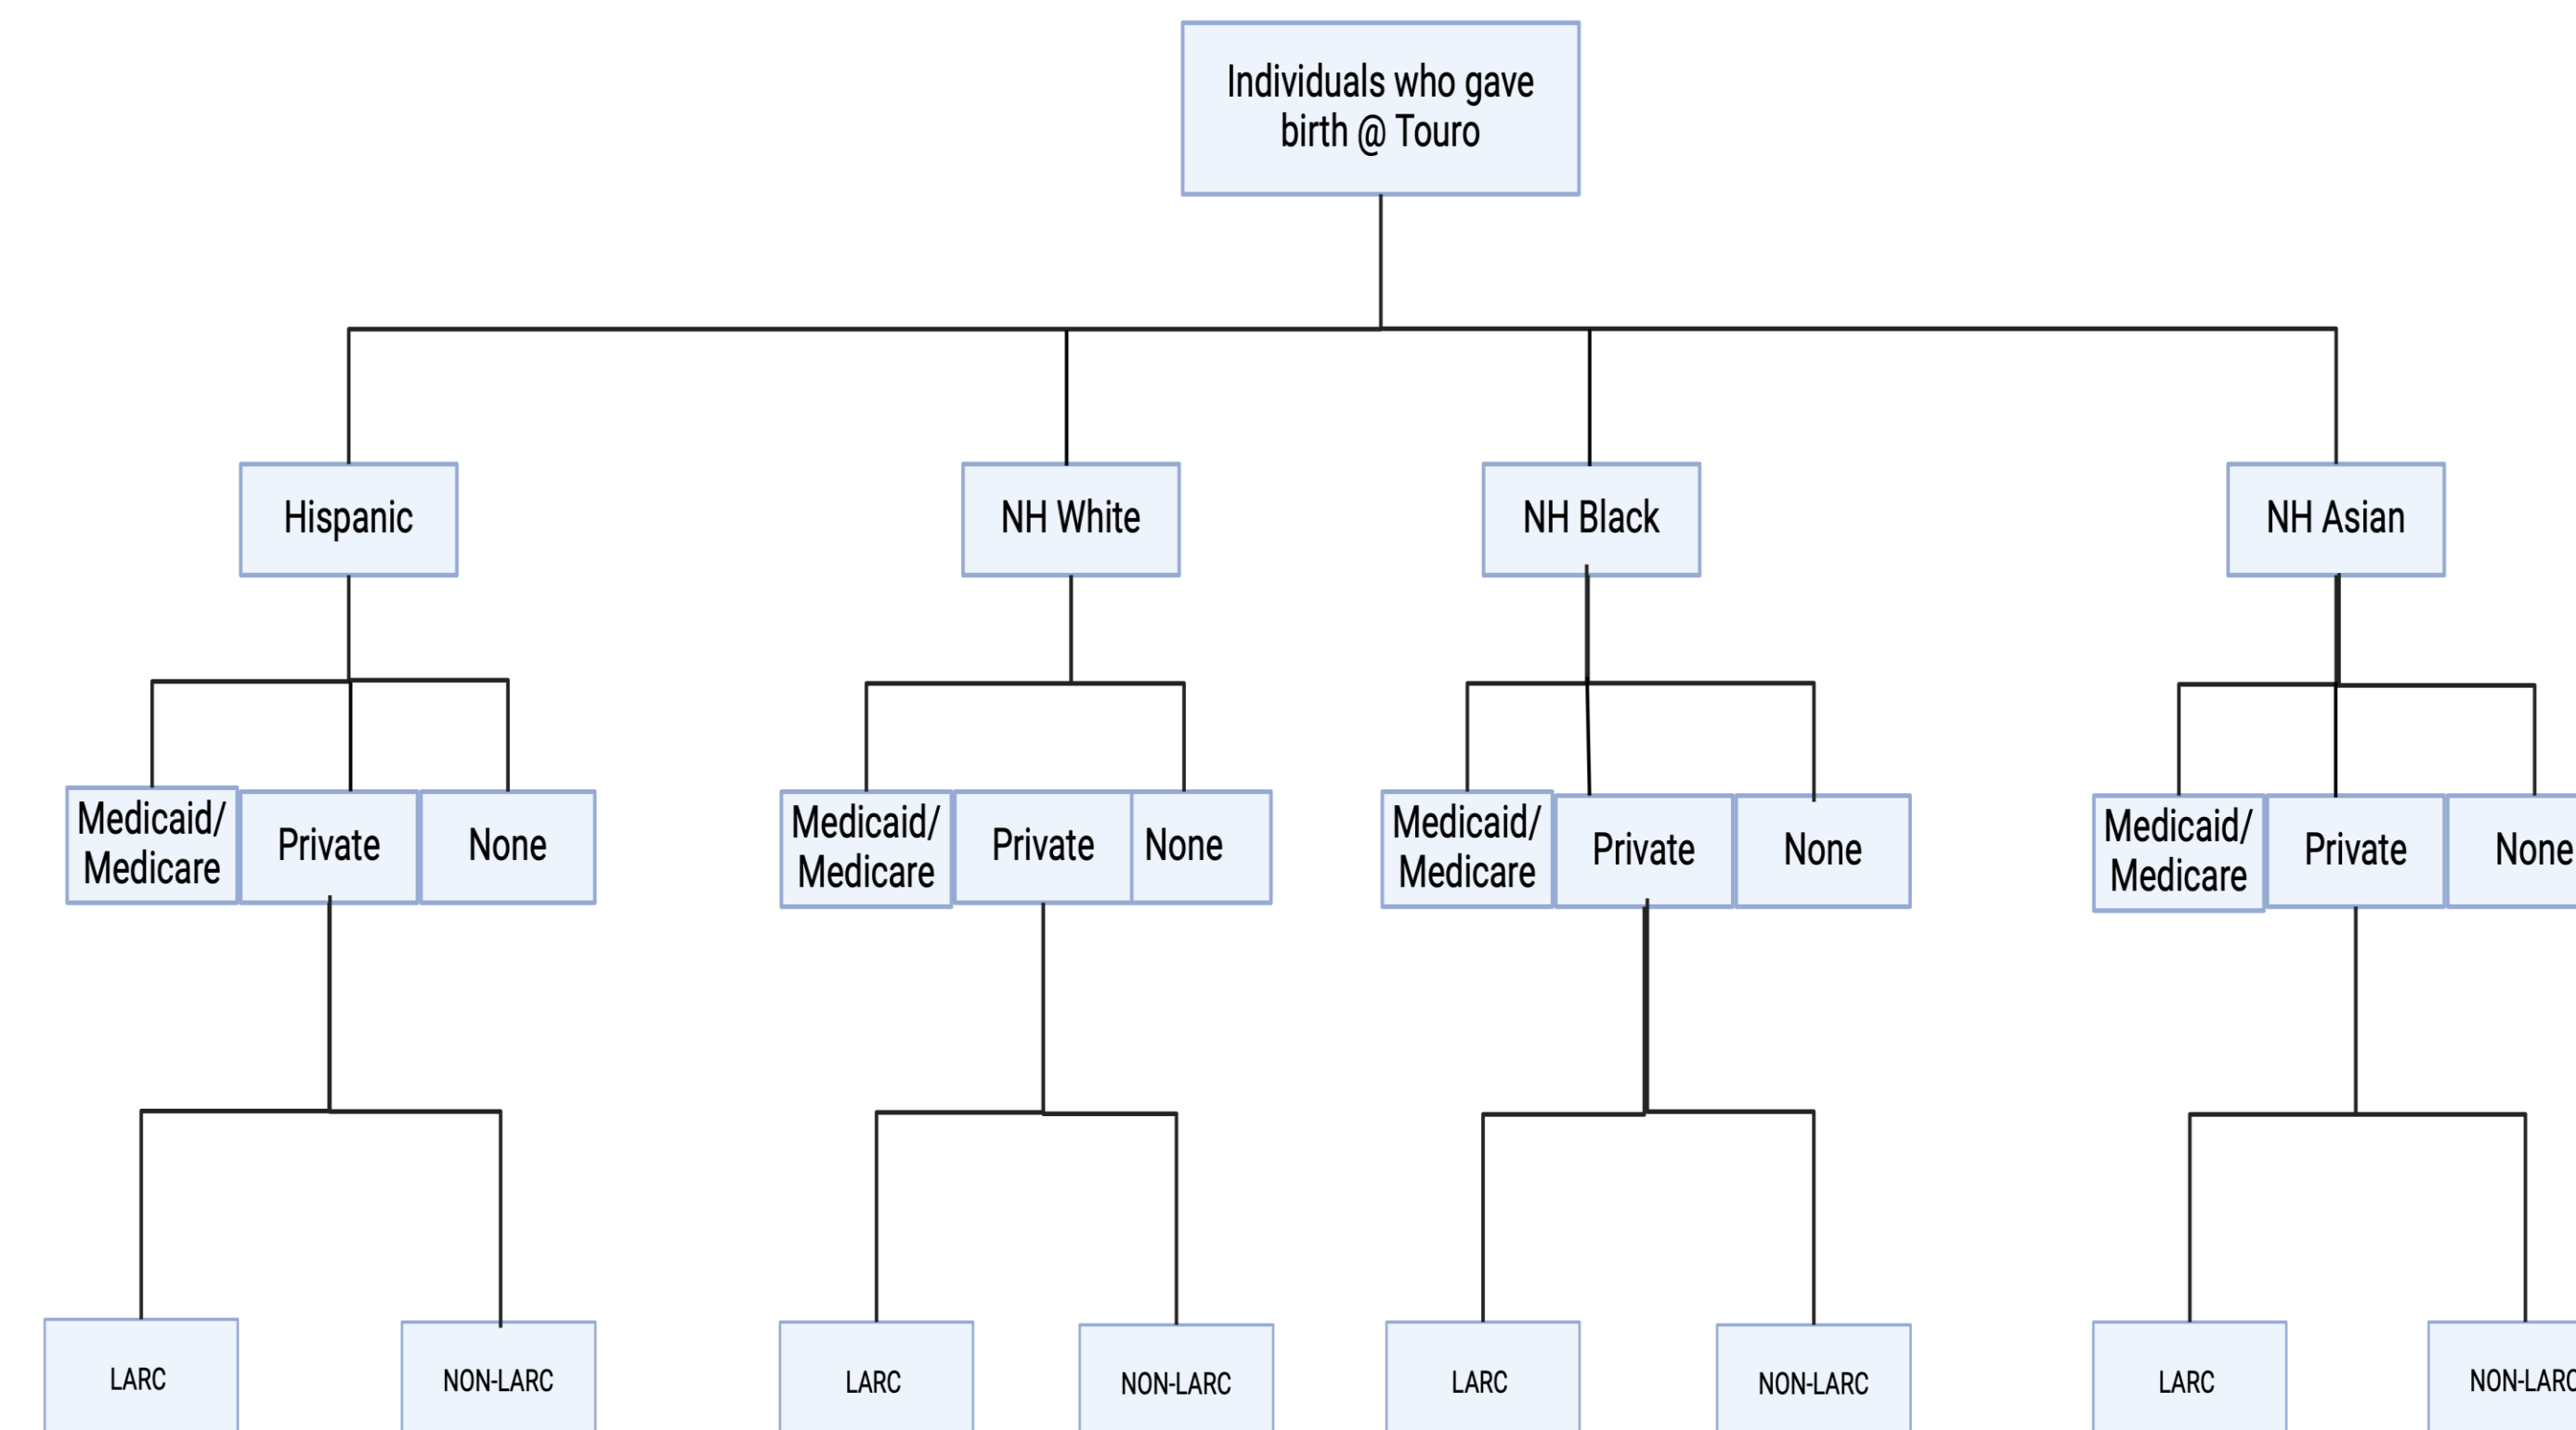 Individuals who gave
birth @ Touro
Hispanic
NH White
NH Black
NH Asian
Medicaid/
Medicare
Private
None
Medicaid/
Medicare
Private
None
Medicaid/
Medicare
Private
None
Medicaid/
Medicare
Private
None
LARC
NON-LARC
LARC
NON-LARC
LARC
NON-LARC
LARC
NON-LARC